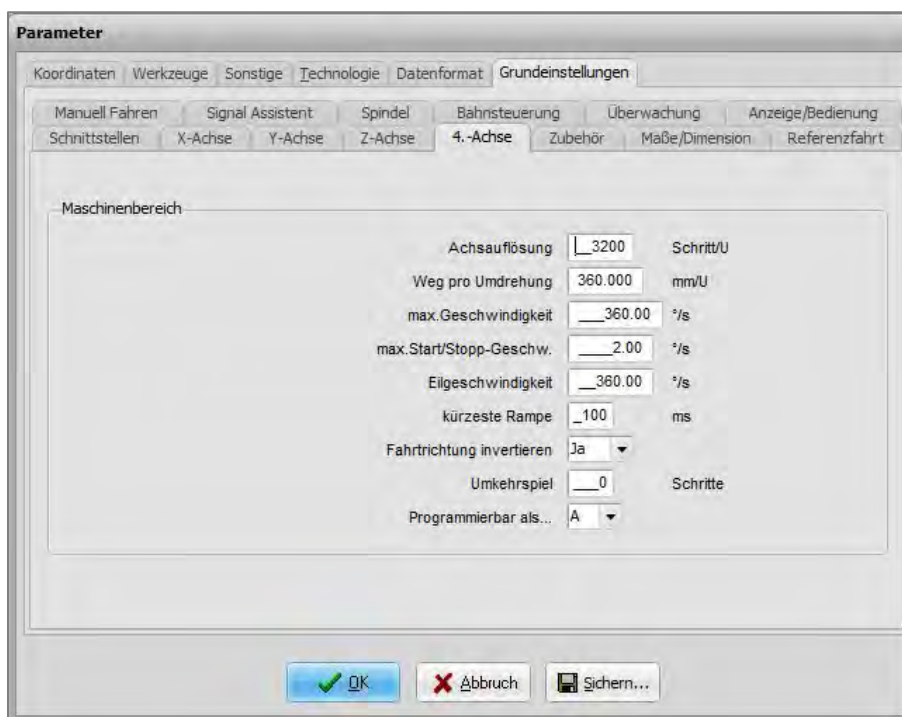 Parameter
Koordinaten Werkzeuge Sonstige Technologie Datenformat Grundeinstellungen
Manuell Fahren Signal Assistent Spindel Bahnsteuerung Überwachung Anzeige/Bedienung
Schnittstellen X-Achse Y-Achse Z-Achse 4.-Achse Zubehör Maße/Dimension Referenzfahrt
Maschinenbereich
Achsauflösung __3200 Schritt/U
Weg pro Umdrehung 360.000 mm/U
max.Geschwindigkeit ___360.00 °/s
max.Start/Stopp-Geschw. ____2.00 °/s
Eilgeschwindigkeit __360.00 °/s
kürzeste Rampe _100 ms
Fahrtrichtung invertieren Ja
Umkehrspiel ___0 Schritte
Programmierbar als... A
OK Abbruch Sichern...